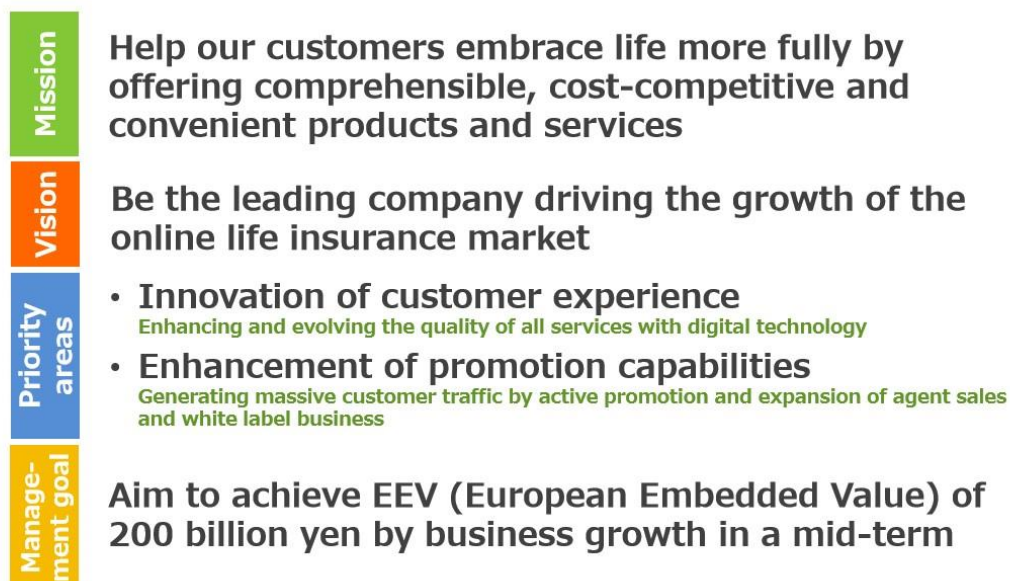 Mission
Help our customers embrace life more fully by
offering comprehensible, cost-competitive and
convenient products and services
Vision
Be the leading company driving the growth of the
online life insurance market
Priority
areas
• Innovation of customer experience
Enhancing and evolving the quality of all services with digital technology
• Enhancement of promotion capabilities
Generating massive customer traffic by active promotion and expansion of agent sales
and white label business
Manage-
ment goal
Aim to achieve EEV (European Embedded Value) of
200 billion yen by business growth in a mid-term